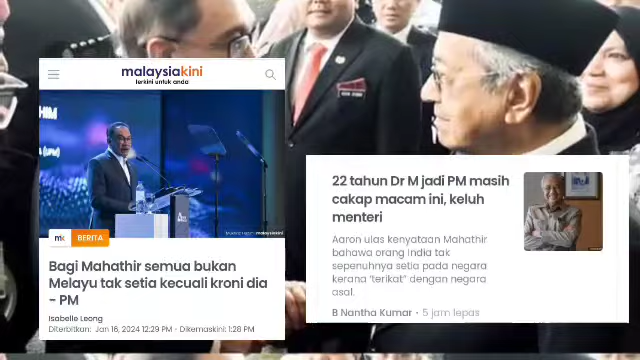 malaysiakini
terkini untuk anda
mk BERITA
Bagi Mahathir semua bukan
Melayu tak setia kecuali kroni dia
- PM
Isabelle Leong
Diterbitkan: Jan 16, 2024 12:29 PM · Dikemaskini: 1:28 PM
22 tahun Dr M jadi PM masih
cakap macam ini, keluh
menteri
Aaron ulas kenyataan Mahathir
bahawa orang India tak
sepenuhnya setia pada negara
kerana "terikat" dengan negara
asal.
B Nantha Kumar · 5 jam lepas